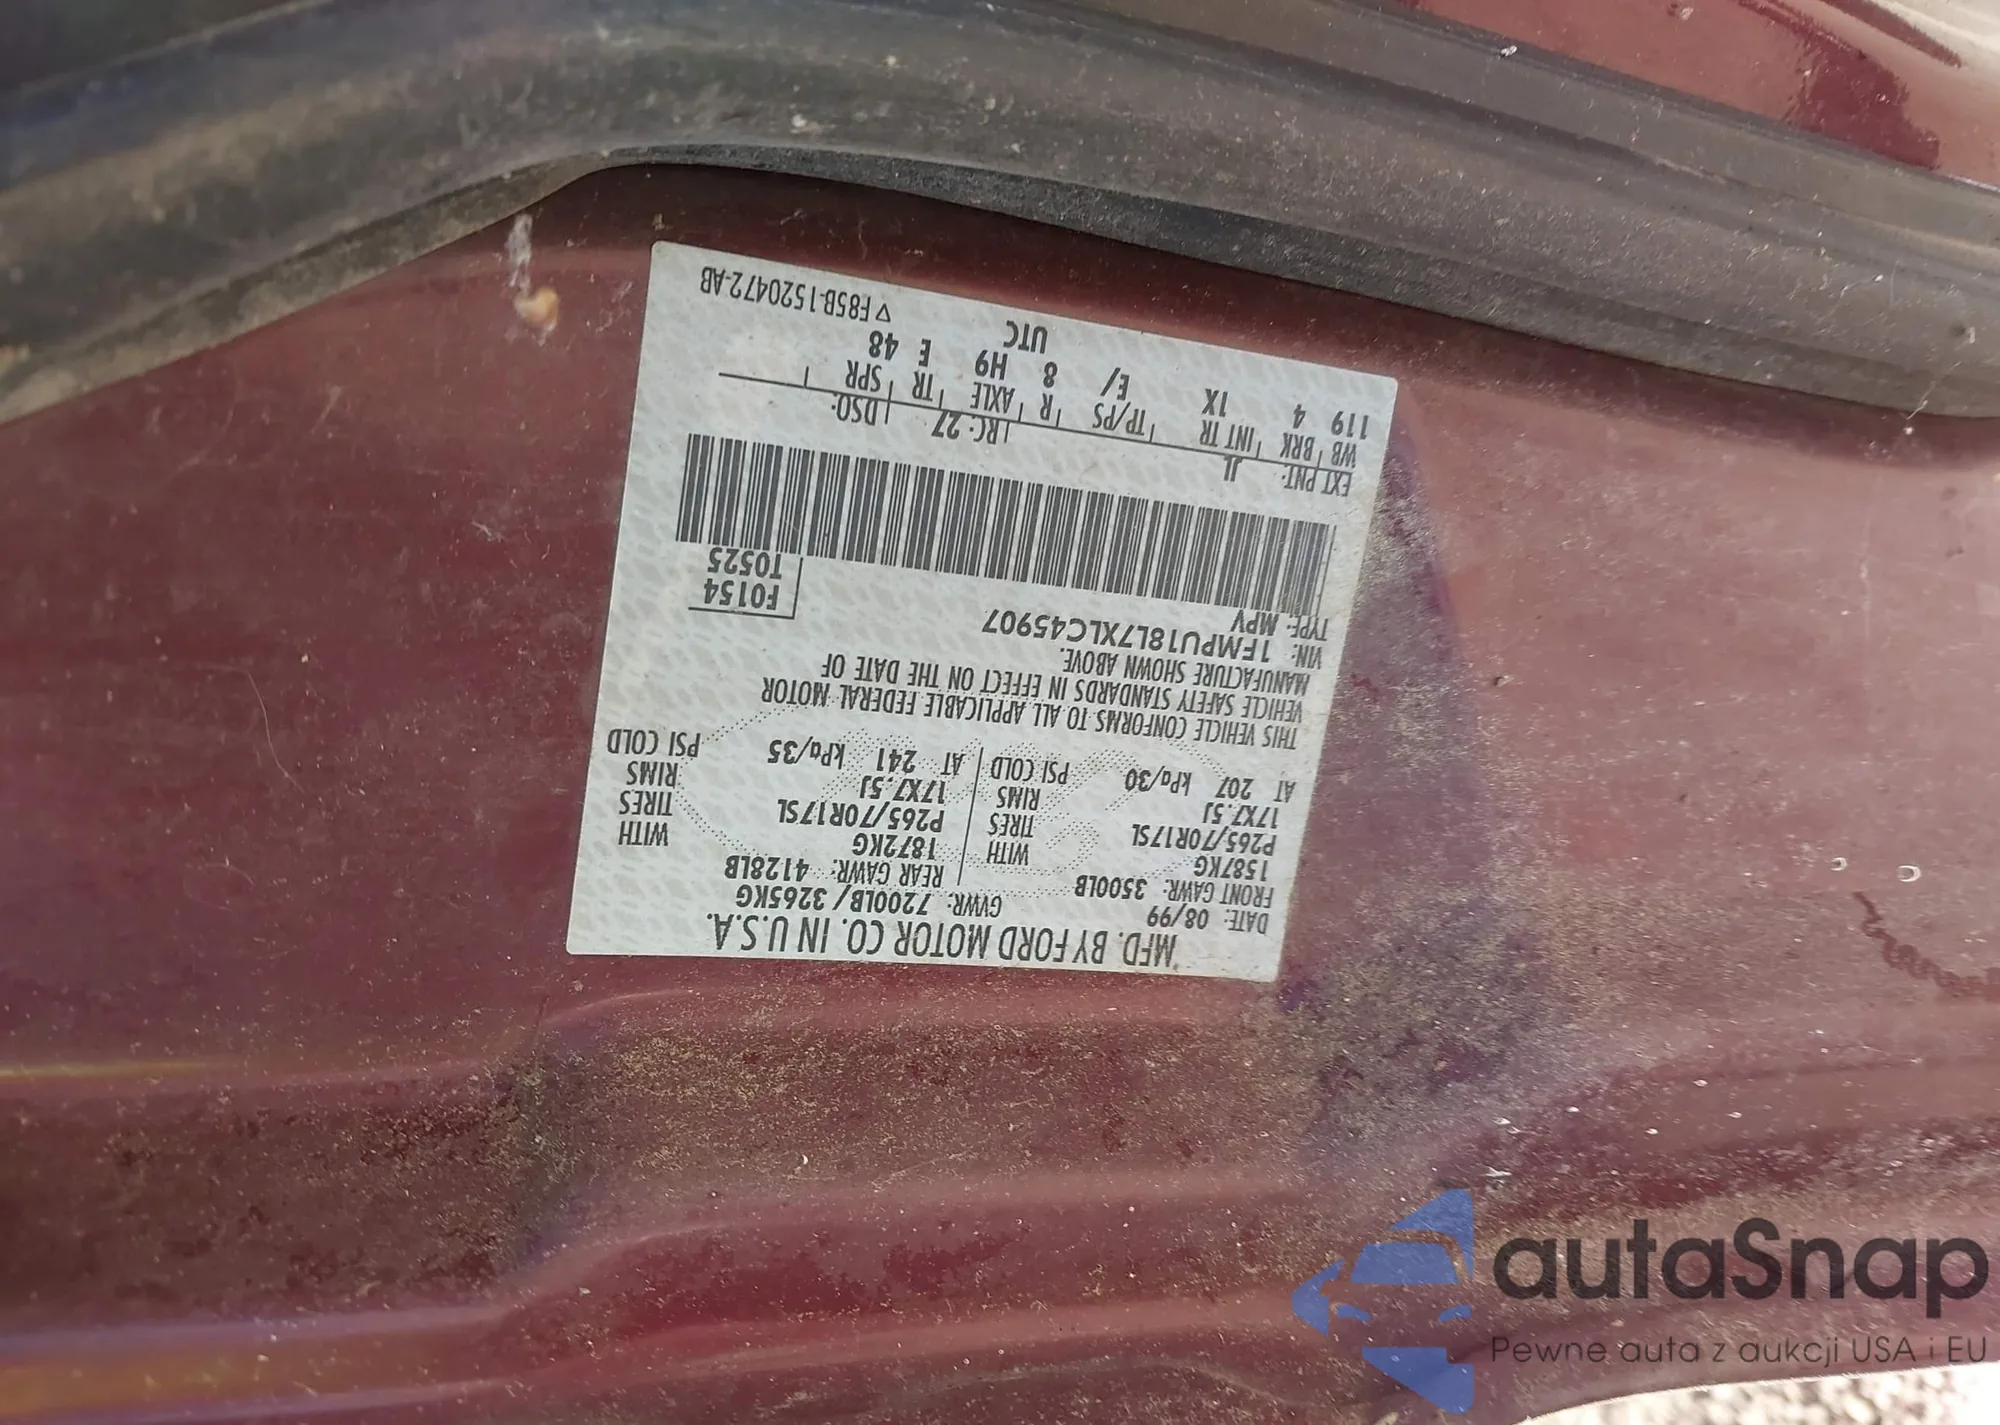 MFD. BY FORD MOTOR CO. IN U.S.A.
DATE: 08/99 GVWR: 7200LB/ 3265KG
FRONT GAWR: 3500LB REAR GAWR: 4128LB
1587KG WITH 1872KG WITH
P265/70R17SL TIRES P265/70R17SL TIRES
17X7.5J RIMS 17X7.5J RIMS
AT 207 kPa/30 PSI COLD AT 241 kPa/35 PSI COLD
THIS VEHICLE CONFORMS TO ALL APPLICABLE FEDERAL MOTOR
VEHICLE SAFETY STANDARDS IN EFFECT ON THE DATE OF
MANUFACTURE SHOWN ABOVE.
VIN: 1FMPU18L7XLC45907
TYPE: MPV
F0154
T0525
EXT PNT: JL RC: 27 DSO:
WB BRK INT TR TP/PS R AXLE TR SPR
119 4 1X E/ 8 H9 E 48
UTC
▽F85B-1520472-AB
autaSnap
Pewne auta z aukcji USA i EU